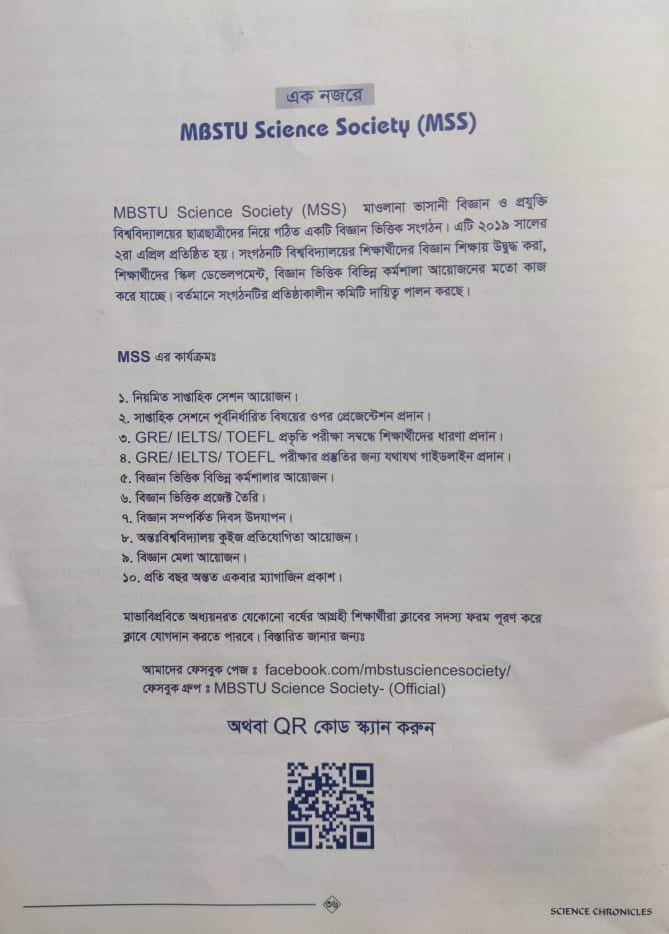 এক নজরে
MBSTU Science Society (MSS)
MBSTU Science Society (MSS) মাওলানা ভাসানী বিজ্ঞান ও প্রযুক্তি
বিশ্ববিদ্যালয়ের ছাত্রছাত্রীদের নিয়ে গঠিত একটি বিজ্ঞান ভিত্তিক সংগঠন। এটি ২০১৯ সালের
২রা এপ্রিল প্রতিষ্ঠিত হয়। সংগঠনটি বিশ্ববিদ্যালয়ের শিক্ষার্থীদের বিজ্ঞান শিক্ষায় উদ্বুদ্ধ করা,
শিক্ষার্থীদের স্কিল ডেভেলপমেন্ট, বিজ্ঞান ভিত্তিক বিভিন্ন কর্মশালা আয়োজনের মতো কাজ
করে যাচ্ছে। বর্তমানে সংগঠনটির প্রতিষ্ঠাকালীন কমিটি দায়িত্ব পালন করছে।
MSS এর কার্যক্রমঃ
১. নিয়মিত সাপ্তাহিক সেশন আয়োজন।
২. সাপ্তাহিক সেশনে পূর্বনির্ধারিত বিষয়ের ওপর প্রেজেন্টেশন প্রদান।
৩. GRE/ IELTS/ TOEFL প্রভৃতি পরীক্ষা সম্বন্ধে শিক্ষার্থীদের ধারণা প্রদান।
৪. GRE/ IELTS/ TOEFL পরীক্ষার প্রস্তুতির জন্য যথাযথ গাইডলাইন প্রদান।
৫. বিজ্ঞান ভিত্তিক বিভিন্ন কর্মশালার আয়োজন।
৬. বিজ্ঞান ভিত্তিক প্রজেক্ট তৈরি।
৭. বিজ্ঞান সম্পর্কিত দিবস উদযাপন।
৮. অন্তঃবিশ্ববিদ্যালয় কুইজ প্রতিযোগিতা আয়োজন।
৯. বিজ্ঞান মেলা আয়োজন।
১০. প্রতি বছর অন্তত একবার ম্যাগাজিন প্রকাশ।
মাভাবিপ্রবিতে অধ্যয়নরত যেকোনো বর্ষের আগ্রহী শিক্ষার্থীরা ক্লাবের সদস্য ফরম পূরণ করে
ক্লাবে যোগদান করতে পারবে। বিস্তারিত জানার জন্যঃ
আমাদের ফেসবুক পেজ ঃ facebook.com/mbstusciencesociety/
ফেসবুক গ্রুপ ঃ MBSTU Science Society- (Official)
অথবা QR কোড স্ক্যান করুন
৩৬
SCIENCE CHRONICLES